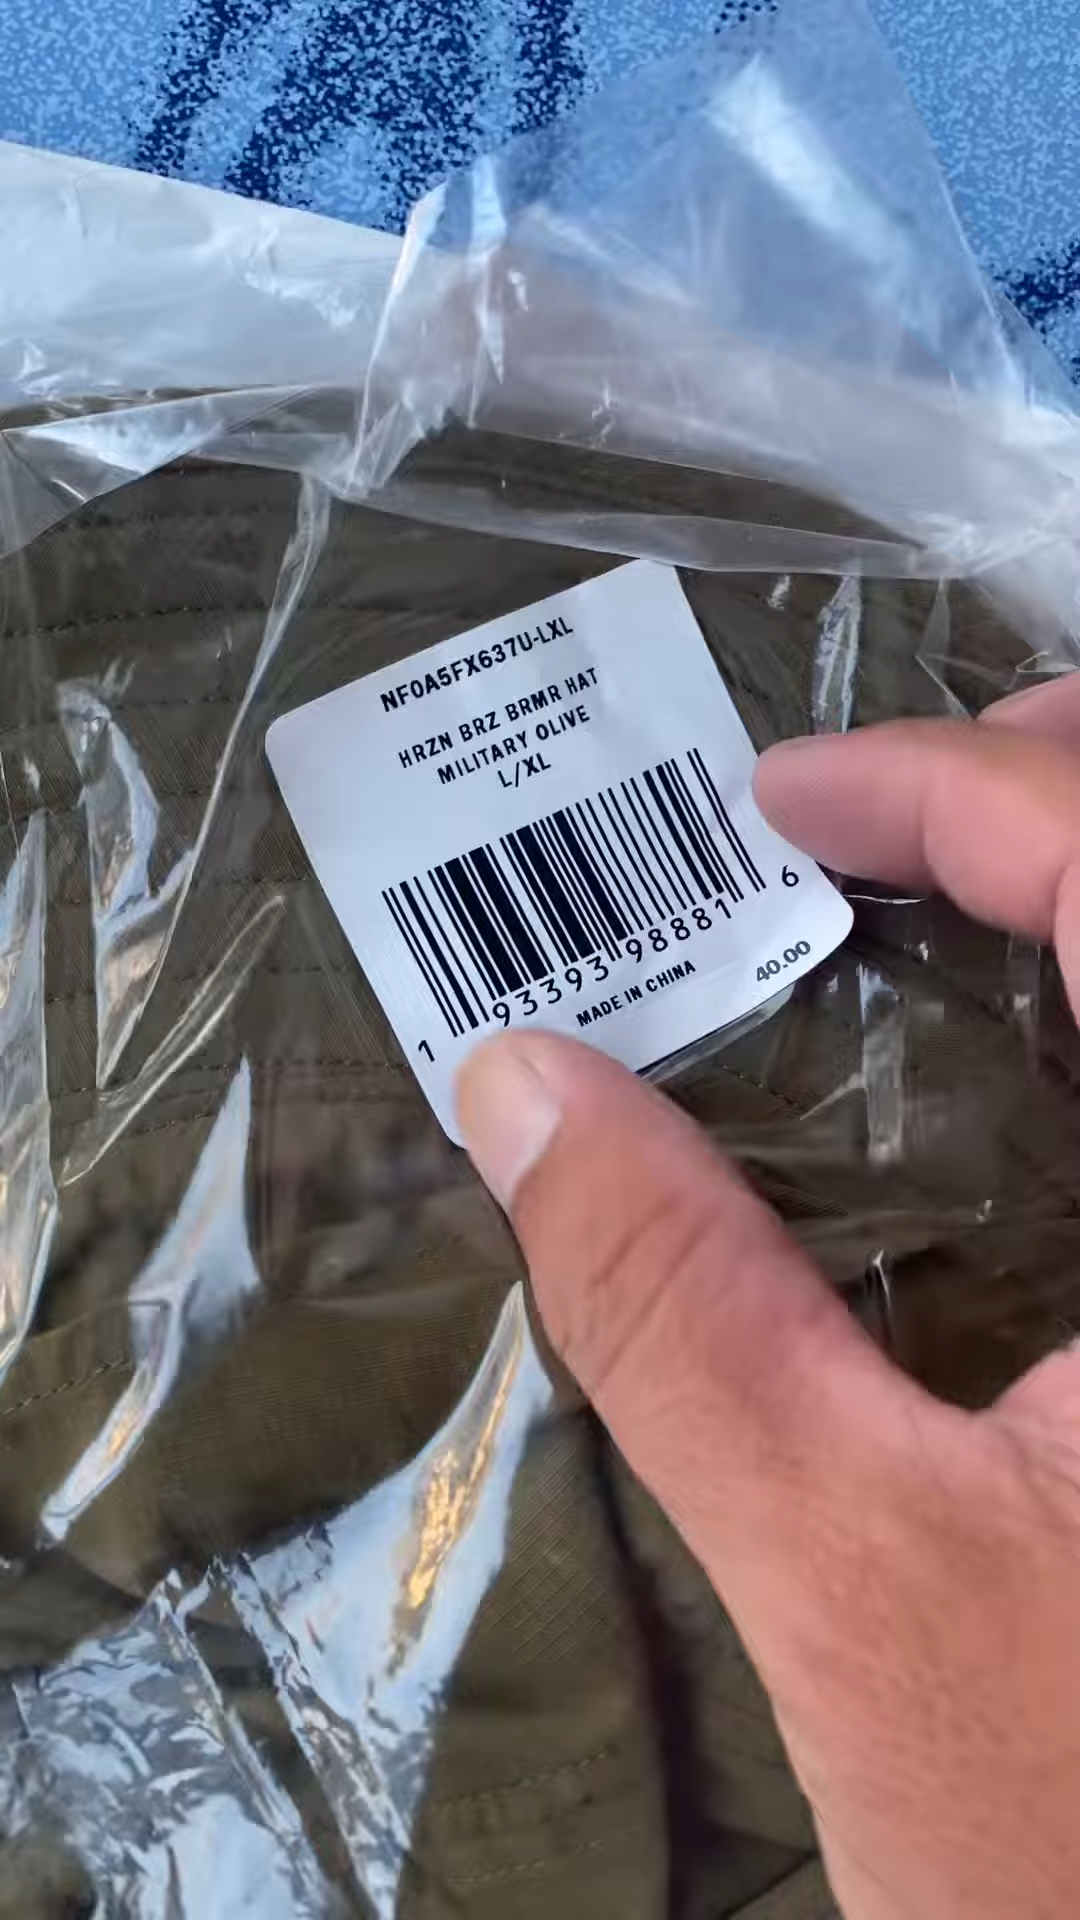 NF0A5FX637U-LXL
HRZN BRZ BRMR HAT
MILITARY OLIVE
L/XL
1 93393 98881 6
MADE IN CHINA
40.00